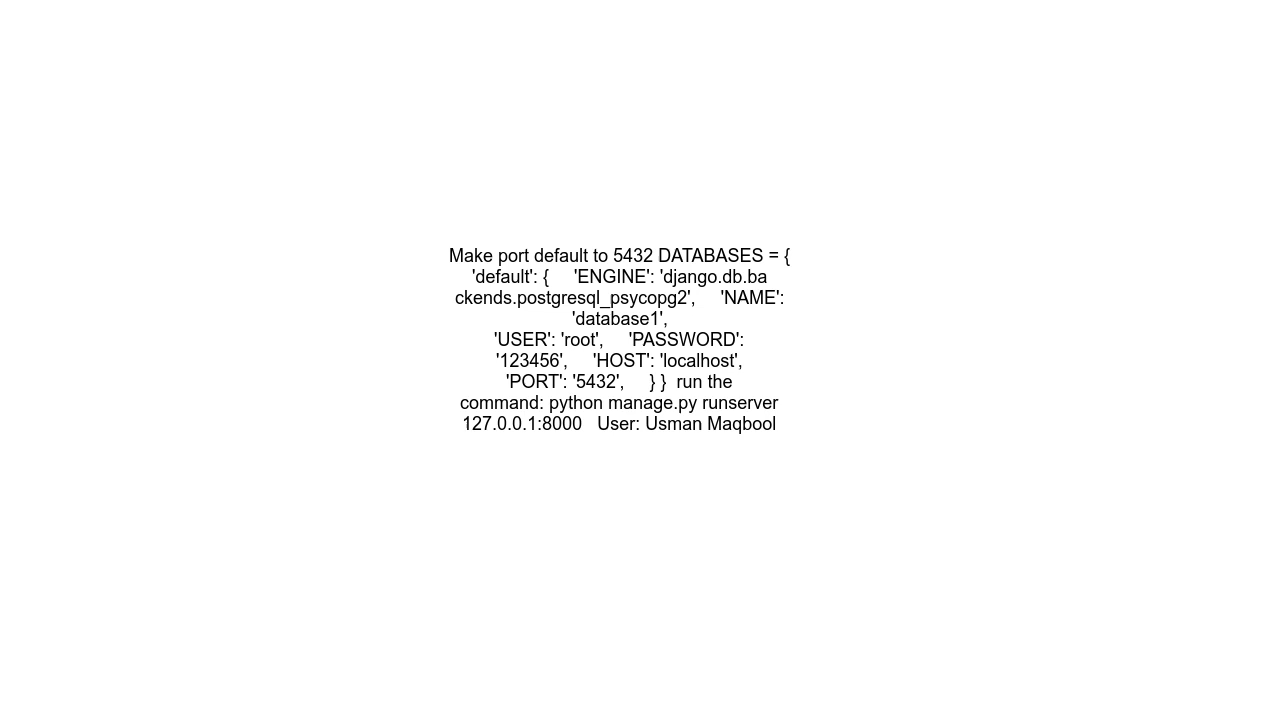 Make port default to 5432 DATABASES = {
'default': {     'ENGINE': 'django.db.ba
ckends.postgresql_psycopg2',     'NAME':
'database1',
'USER': 'root',     'PASSWORD':
'123456',     'HOST': 'localhost',
'PORT': '5432',     } }  run the
command: python manage.py runserver
127.0.0.1:8000   User: Usman Maqbool